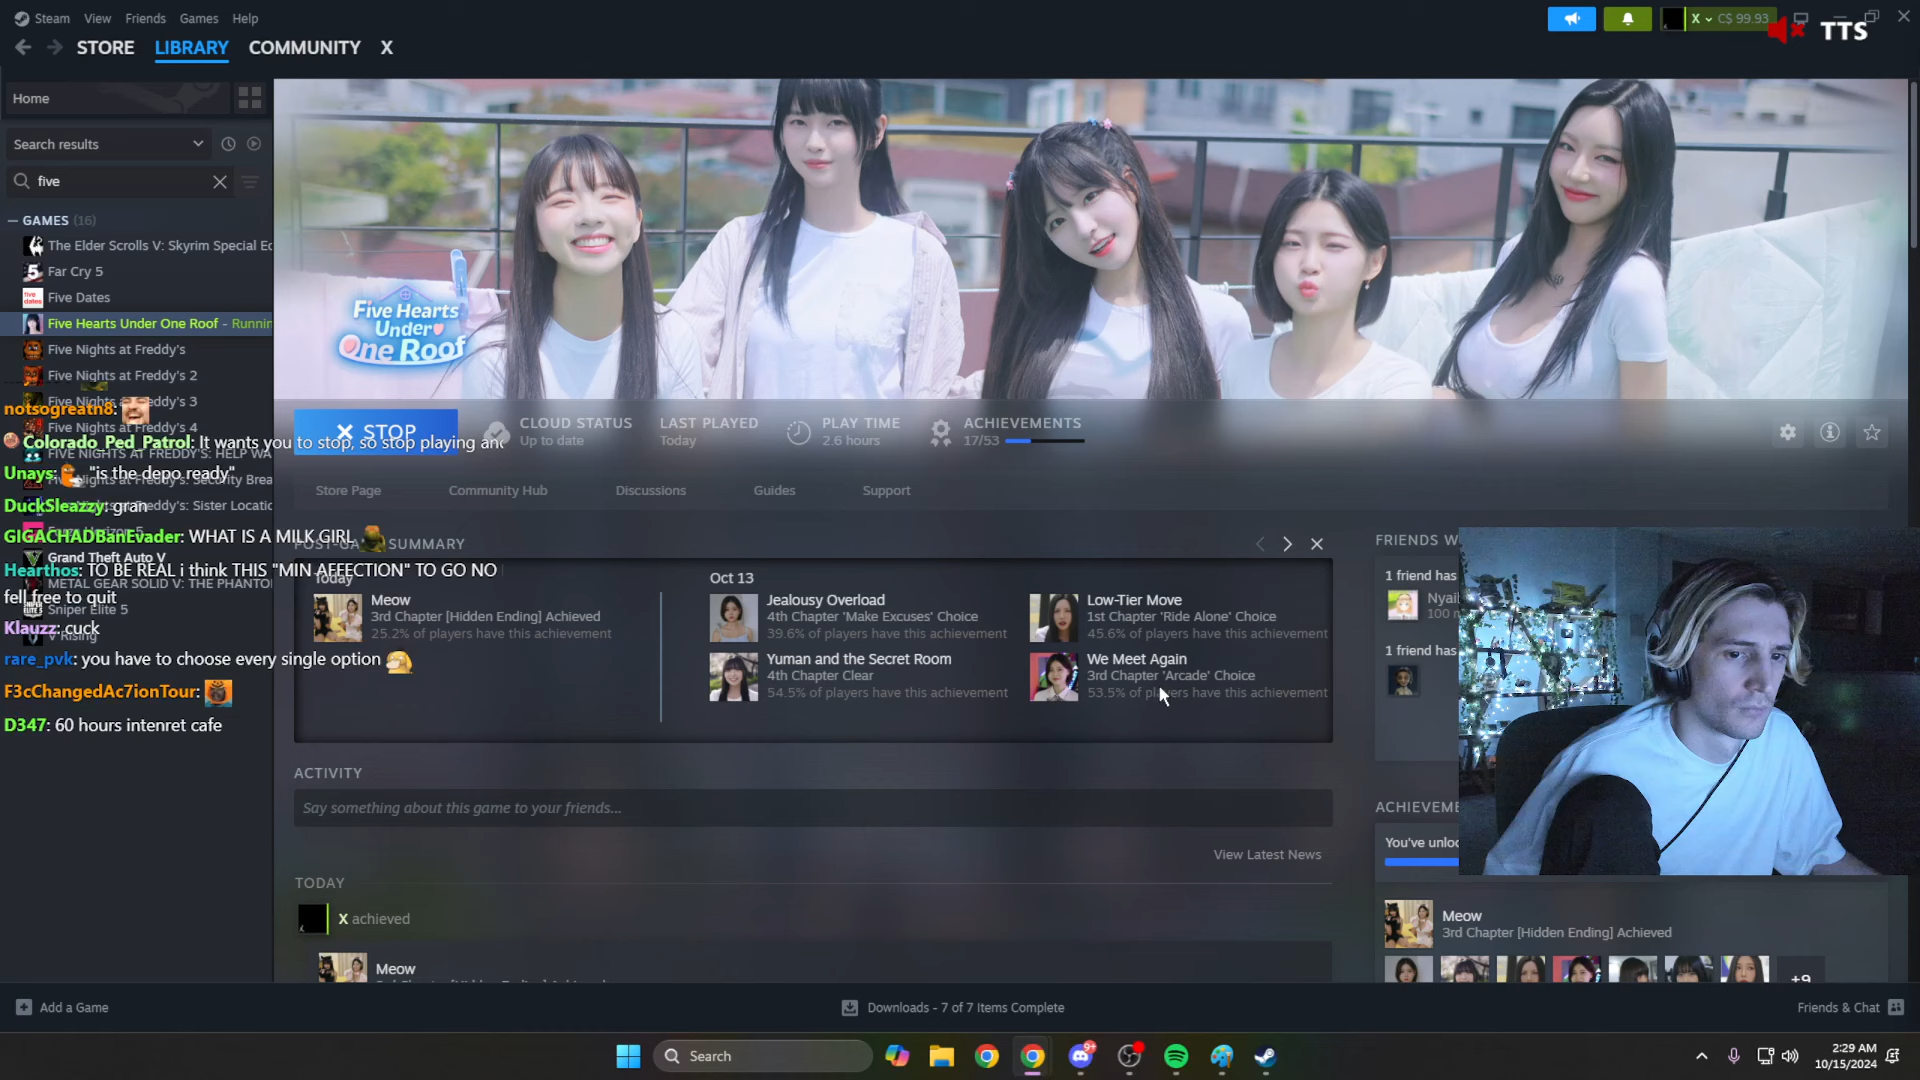 Steam View Friends Games Help
X C$ 99.93
TTS
STORE LIBRARY COMMUNITY X
Home
Search results
five
— GAMES (16)
The Elder Scrolls V: Skyrim Special Ed
Far Cry 5
Five Dates
Five Hearts Under One Roof - Runnin
Five Nights at Freddy's
Five Nights at Freddy's 2
Grand Theft Auto V
METAL GEAR SOLID V: THE PHANTO
Sniper Elite 5
V Rising
notsogreath8:
Colorado_Ped_Patrol: It wants you to stop, so stop playing and
Unays: "is the depo ready"
DuckSleazzy: gran
GIGACHADBanEvader: WHAT IS A MILK GIRL
Hearthos: TO BE REAL i think THIS "MIN AFFECTION" TO GO NO
fell free to quit
Klauzz: cuck
rare_pvk: you have to choose every single option
F3cChangedAc7ionTour:
D347: 60 hours intenret cafe
Five Hearts
Under
One Roof
STOP
CLOUD STATUS
Up to date
LAST PLAYED
Today
PLAY TIME
2.6 hours
ACHIEVEMENTS
17/53
Store Page Community Hub Discussions Guides Support
SUMMARY
Today
Meow
3rd Chapter [Hidden Ending] Achieved
25.2% of players have this achievement
Oct 13
Jealousy Overload
4th Chapter 'Make Excuses' Choice
39.6% of players have this achievement
Low-Tier Move
1st Chapter 'Ride Alone' Choice
45.6% of players have this achievement
Yuman and the Secret Room
4th Chapter Clear
54.5% of players have this achievement
We Meet Again
3rd Chapter 'Arcade' Choice
53.5% of players have this achievement
ACTIVITY
Say something about this game to your friends...
View Latest News
TODAY
X achieved
Meow
FRIENDS W
1 friend has
Nyai
100 m
1 friend has
ACHIEVEME
You've unloc
Meow
3rd Chapter [Hidden Ending] Achieved
+9
Add a Game
Downloads - 7 of 7 Items Complete
Friends & Chat
Search
9+
2:29 AM
10/15/2024